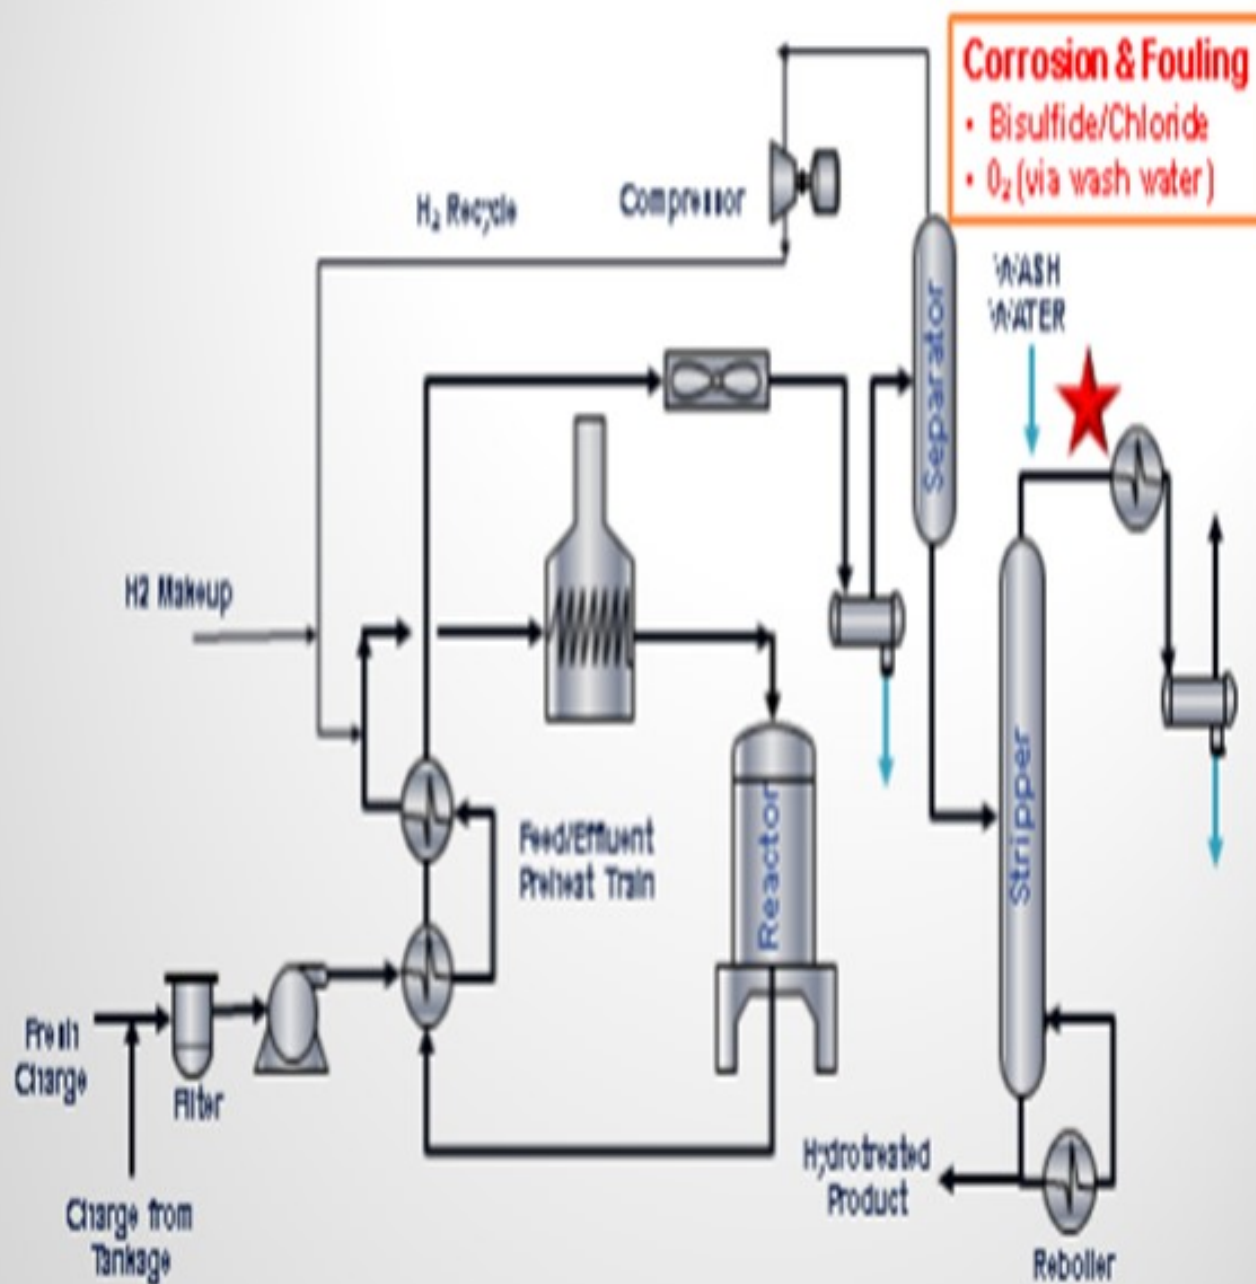 Corrosion & Fouling
• Bisulfide/Chloride
• O₂ (via wash water)
H₂ Recycle
Compressor
WASH
WATER
Separator
H2 Makeup
Feed/Effluent
Preheat Train
Reactor
Stripper
Fresh
Charge
Filter
Charge from
Tankage
Hydrotreated
Product
Reboiler